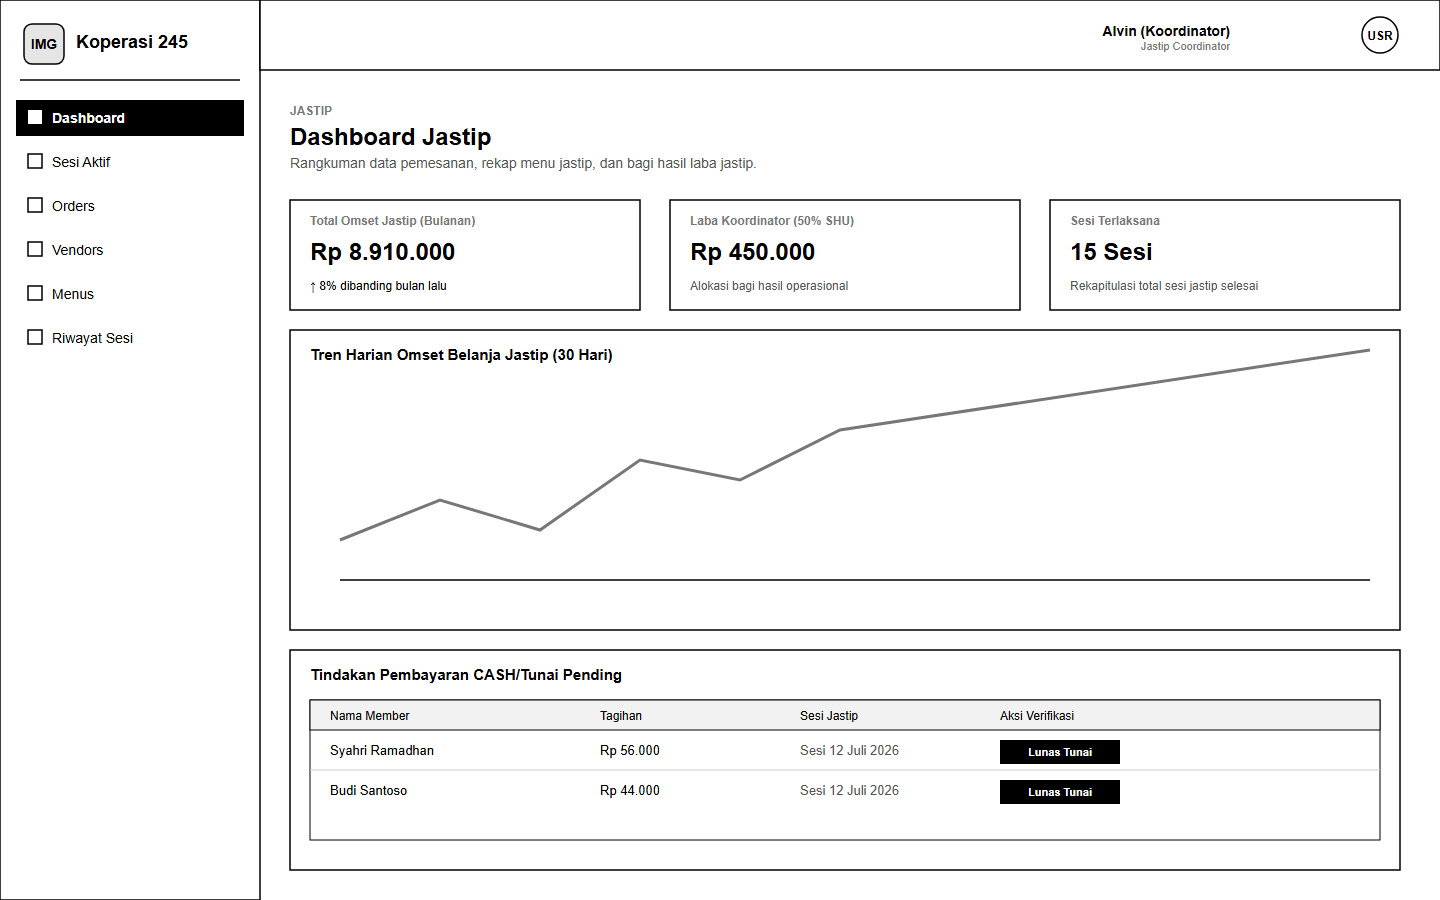 IMG
Koperasi 245
Dashboard
Sesi Aktif
Orders
Vendors
Menus
Riwayat Sesi
Alvin (Koordinator)
Jastip Coordinator
USR
JASTIP
Dashboard Jastip
Rangkuman data pemesanan, rekap menu jastip, dan bagi hasil laba jastip.
Total Omset Jastip (Bulanan)
Rp 8.910.000
↑ 8% dibanding bulan lalu
Laba Koordinator (50% SHU)
Rp 450.000
Alokasi bagi hasil operasional
Sesi Terlaksana
15 Sesi
Rekapitulasi total sesi jastip selesai
Tren Harian Omset Belanja Jastip (30 Hari)
Tindakan Pembayaran CASH/Tunai Pending
Nama Member Tagihan Sesi Jastip Aksi Verifikasi
Syahri Ramadhan Rp 56.000 Sesi 12 Juli 2026 Lunas Tunai
Budi Santoso Rp 44.000 Sesi 12 Juli 2026 Lunas Tunai